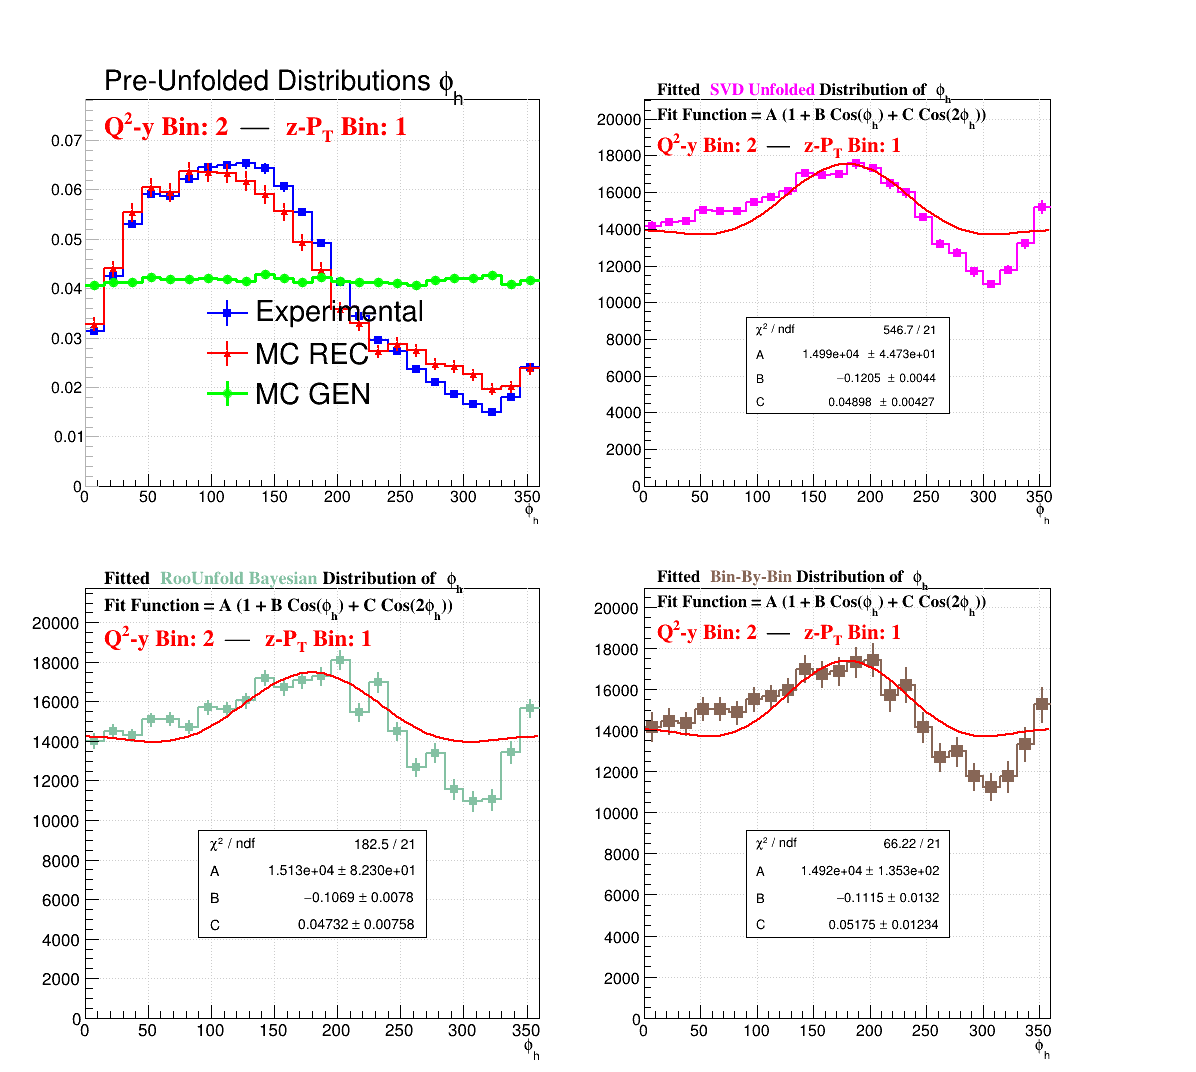 Pre-Unfolded Distributions ϕh
Q²-y Bin: 2 — z-PT Bin: 1
0.07
0.06
0.05
0.04
0.03
0.02
0.01
0
Experimental
MC REC
MC GEN
0 50 100 150 200 250 300 350
ϕh
Fitted SVD Unfolded Distribution of ϕh
Fit Function = A (1 + B Cos(ϕh) + C Cos(2ϕh))
Q²-y Bin: 2 — z-PT Bin: 1
20000
18000
16000
14000
12000
10000
8000
6000
4000
2000
0
χ² / ndf 546.7 / 21
A 1.499e+04 ± 4.473e+01
B −0.1205 ± 0.0044
C 0.04898 ± 0.00427
0 50 100 150 200 250 300 350
ϕh
Fitted RooUnfold Bayesian Distribution of ϕh
Fit Function = A (1 + B Cos(ϕh) + C Cos(2ϕh))
Q²-y Bin: 2 — z-PT Bin: 1
20000
18000
16000
14000
12000
10000
8000
6000
4000
2000
0
χ² / ndf 182.5 / 21
A 1.513e+04 ± 8.230e+01
B −0.1069 ± 0.0078
C 0.04732 ± 0.00758
0 50 100 150 200 250 300 350
ϕh
Fitted Bin-By-Bin Distribution of ϕh
Fit Function = A (1 + B Cos(ϕh) + C Cos(2ϕh))
Q²-y Bin: 2 — z-PT Bin: 1
20000
18000
16000
14000
12000
10000
8000
6000
4000
2000
0
χ² / ndf 66.22 / 21
A 1.492e+04 ± 1.353e+02
B −0.1115 ± 0.0132
C 0.05175 ± 0.01234
0 50 100 150 200 250 300 350
ϕh